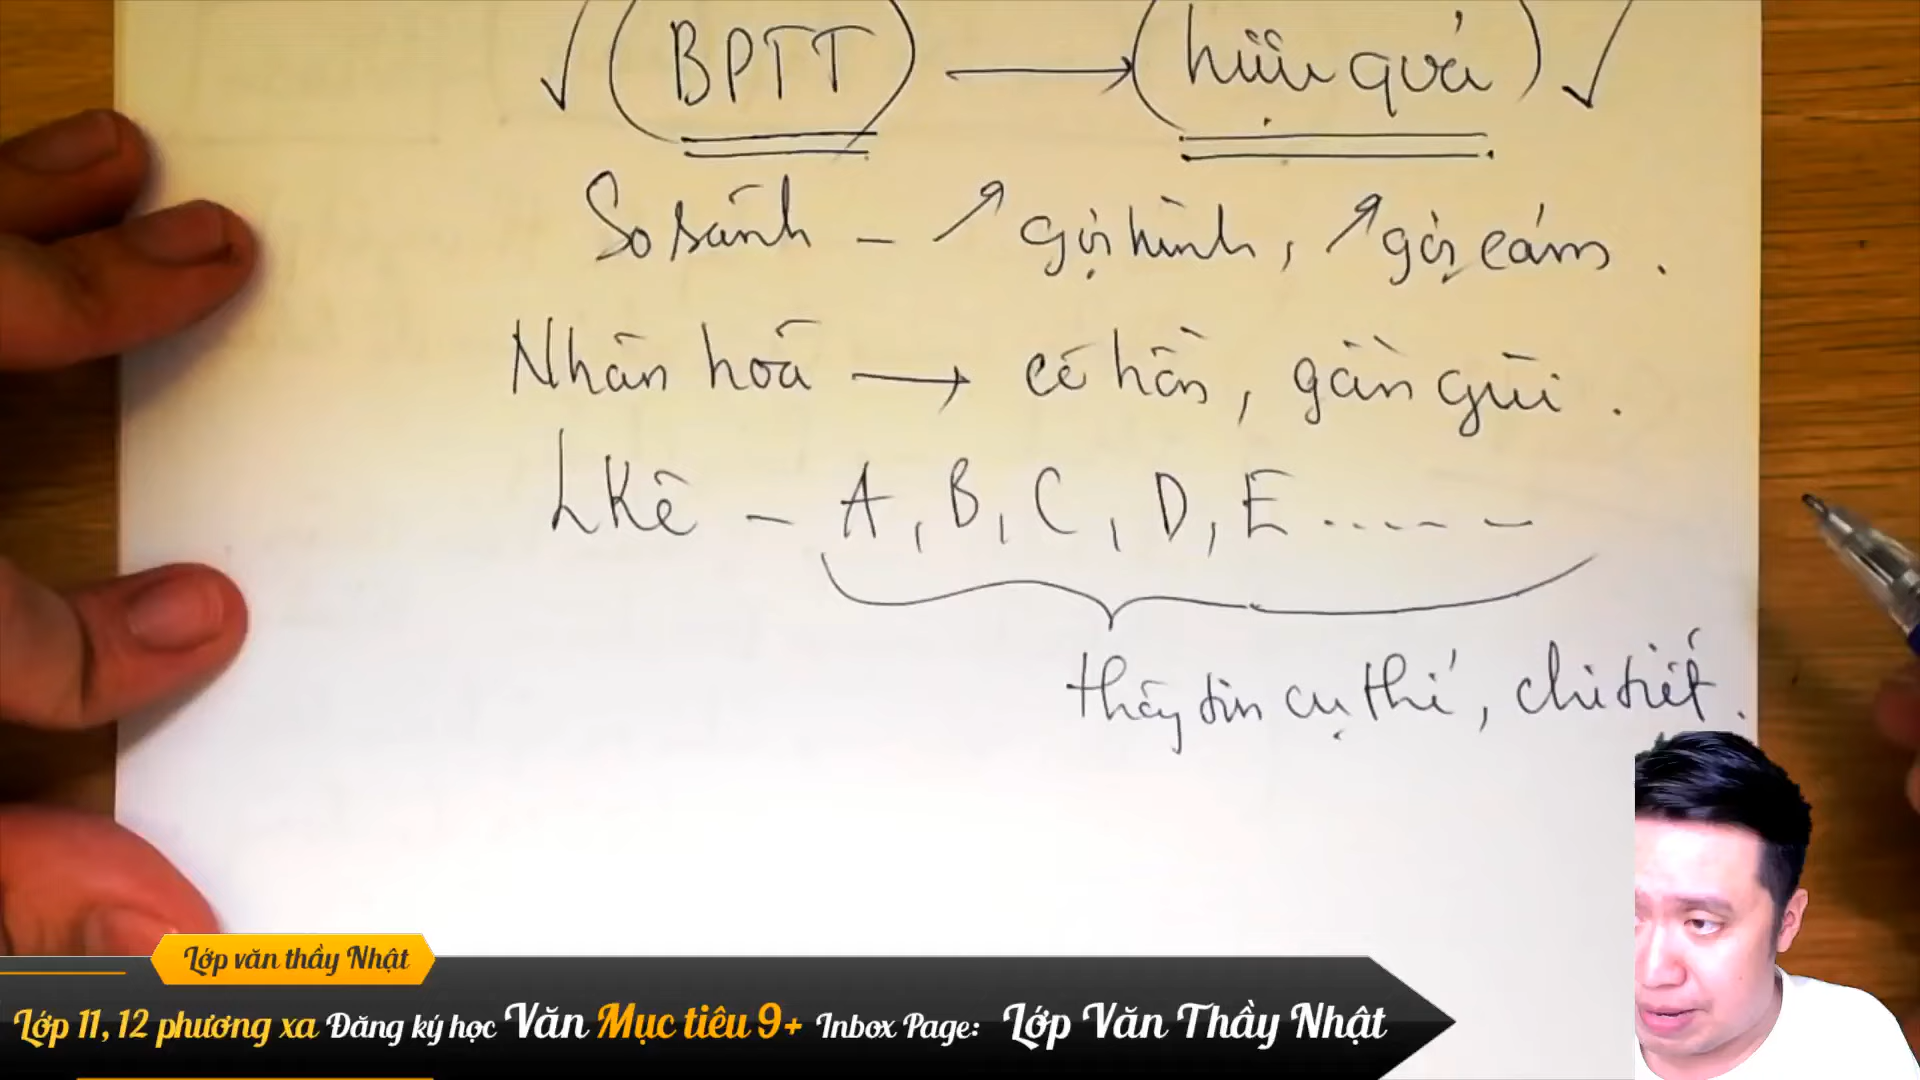 ✓ (BPTT) → (hiệu quả) ✓
So sánh - ↗ gợi hình, ↗ gợi cảm.
Nhân hoá → có hồn, gần gũi.
LKê - A, B, C, D, E .....
thấy cụ thể, chi tiết.
Lớp văn thầy Nhật
Lớp 11, 12 phương xa Đăng ký học Văn Mục tiêu 9+ Inbox Page: Lớp Văn Thầy Nhật